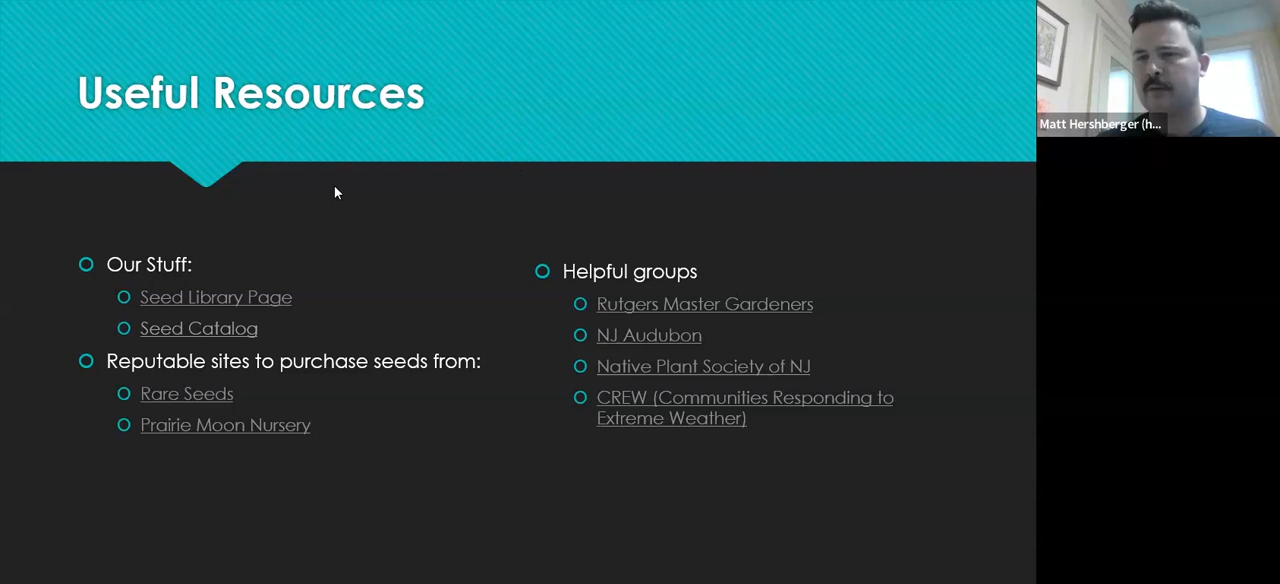 Useful Resources
Our Stuff:
Seed Library Page
Seed Catalog
Reputable sites to purchase seeds from:
Rare Seeds
Prairie Moon Nursery
Helpful groups
Rutgers Master Gardeners
NJ Audubon
Native Plant Society of NJ
CREW (Communities Responding to
Extreme Weather)
Matt Hershberger (h...